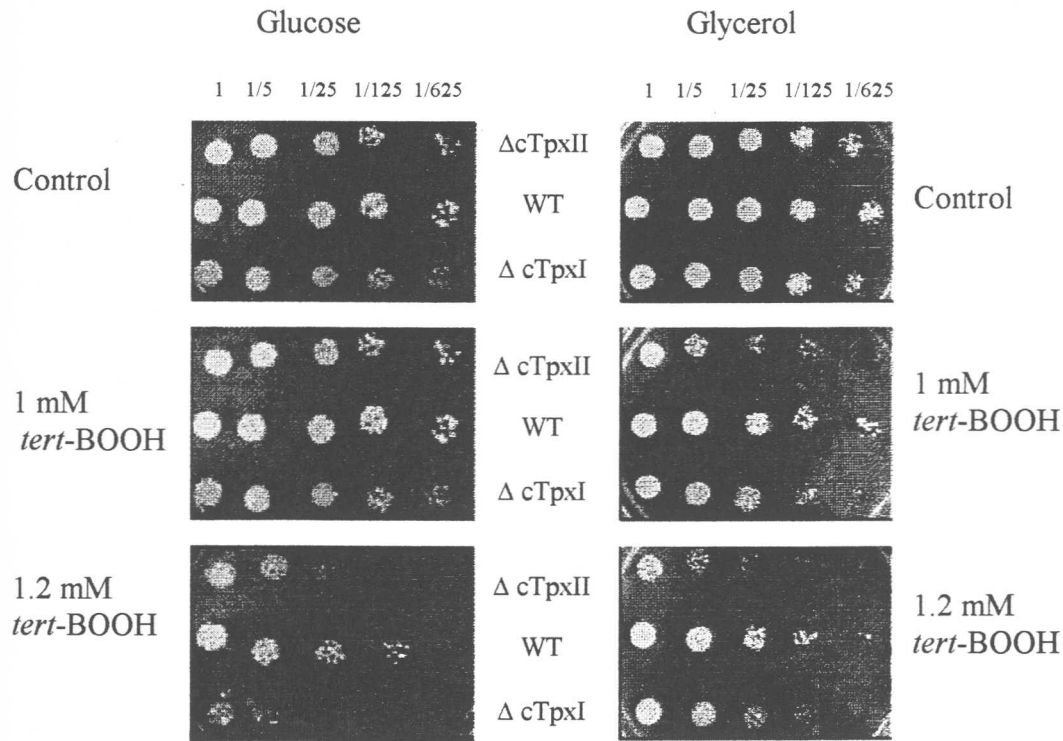 Glucose Glycerol
1 1/5 1/25 1/125 1/625 1 1/5 1/25 1/125 1/625
ΔcTpxII
Control WT Control
Δ cTpxI
Δ cTpxII
1 mM
tert-BOOH WT 1 mM
tert-BOOH
Δ cTpxI
1.2 mM
tert-BOOH Δ cTpxII 1.2 mM
tert-BOOH
WT
Δ cTpxI